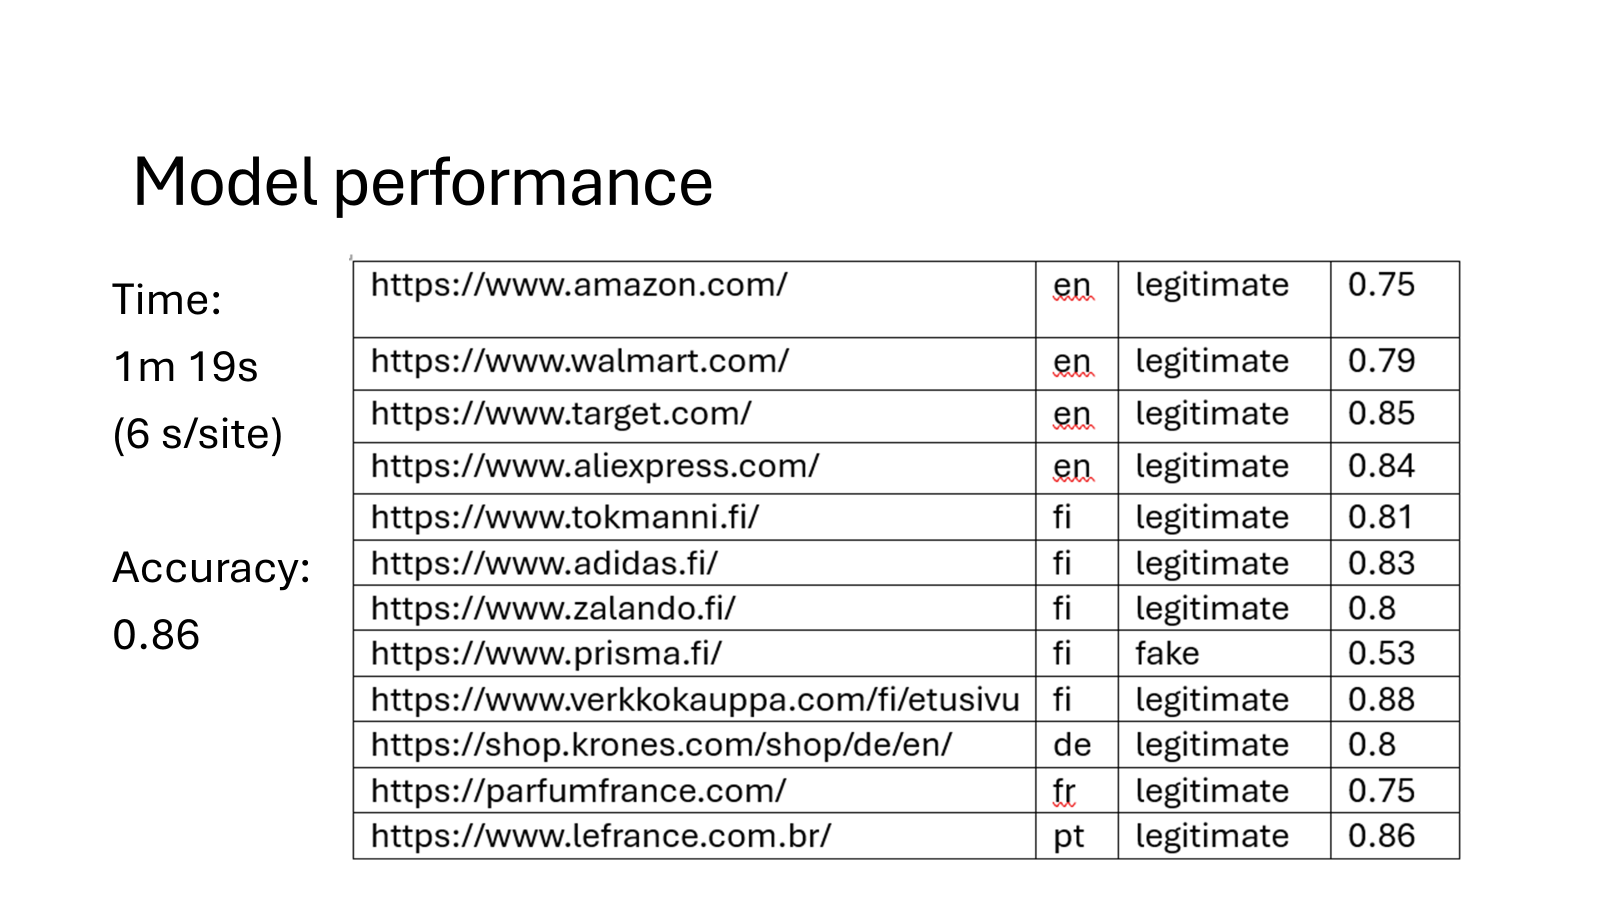 Model performance
Time:
1m 19s
(6 s/site)
Accuracy:
0.86
https://www.amazon.com/ en legitimate 0.75
https://www.walmart.com/ en legitimate 0.79
https://www.target.com/ en legitimate 0.85
https://www.aliexpress.com/ en legitimate 0.84
https://www.tokmanni.fi/ fi legitimate 0.81
https://www.adidas.fi/ fi legitimate 0.83
https://www.zalando.fi/ fi legitimate 0.8
https://www.prisma.fi/ fi fake 0.53
https://www.verkkokauppa.com/fi/etusivu fi legitimate 0.88
https://shop.krones.com/shop/de/en/ de legitimate 0.8
https://parfumfrance.com/ fr legitimate 0.75
https://www.lefrance.com.br/ pt legitimate 0.86